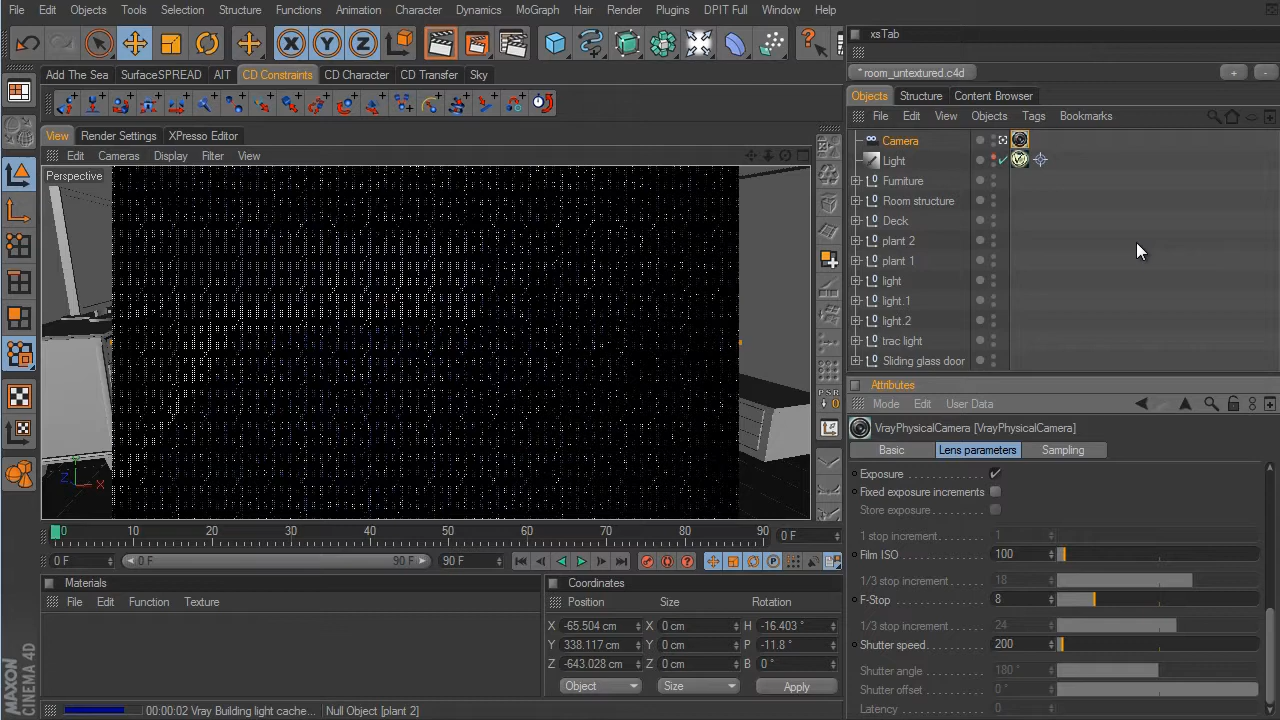 File Edit Objects Tools Selection Structure Functions Animation Character Dynamics MoGraph Hair Render Plugins DPIT Full Window Help
xsTab
Add The Sea SurfaceSPREAD AIT CD Constraints CD Character CD Transfer Sky
* room_untextured.c4d + -
Objects Structure Content Browser
File Edit View Objects Tags Bookmarks
View Render Settings XPresso Editor
Edit Cameras Display Filter View
Perspective
Camera
Light
Furniture
Room structure
Deck
plant 2
plant 1
light
light.1
light.2
trac light
Sliding glass door
PSR
0
Attributes
Mode Edit User Data
VrayPhysicalCamera [VrayPhysicalCamera]
Basic Lens parameters Sampling
Exposure
Fixed exposure increments
Store exposure
1 stop increment 1
Film ISO 100
1/3 stop increment 18
F-Stop 8
1/3 stop increment 24
Shutter speed 200
Shutter angle 180 °
Shutter offset 0 °
Latency 0
Z X
0 10 20 30 40 50 60 70 80 90 0 F
0 F 0 F 90 F 90 F
Materials
File Edit Function Texture
Coordinates
Position Size Rotation
X -65.504 cm X 0 cm H -16.403 °
Y 338.117 cm Y 0 cm P -11.8 °
Z -643.028 cm Z 0 cm B 0 °
Object Size Apply
MAXON
CINEMA 4D
00:00:02 Vray Building light cache... Null Object [plant 2]